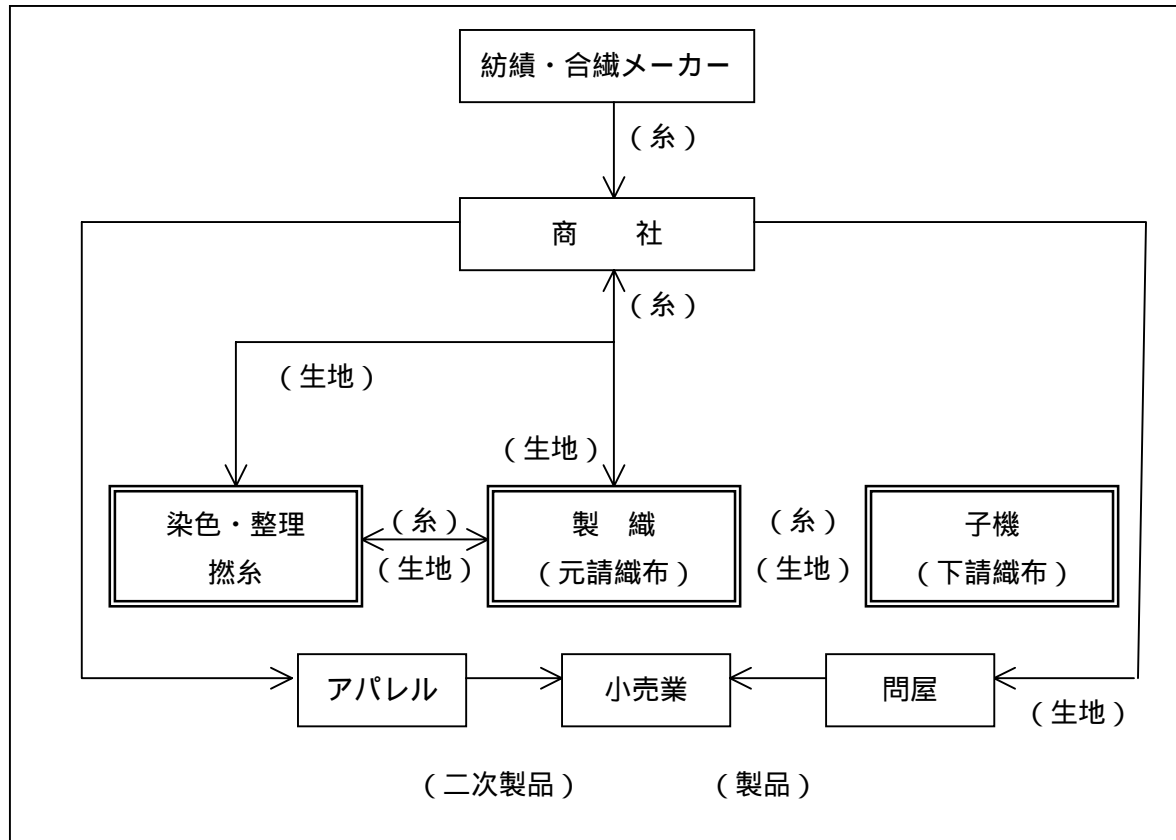 紡績・合繊メーカー
（糸）
商　　社
（糸）
（生地）
（生地）
染色・整理
撚糸
（糸）
（生地）
製　織
（元請織布）
（糸）
（生地）
子機
（下請織布）
アパレル
小売業
問屋
（生地）
（二次製品）
（製品）